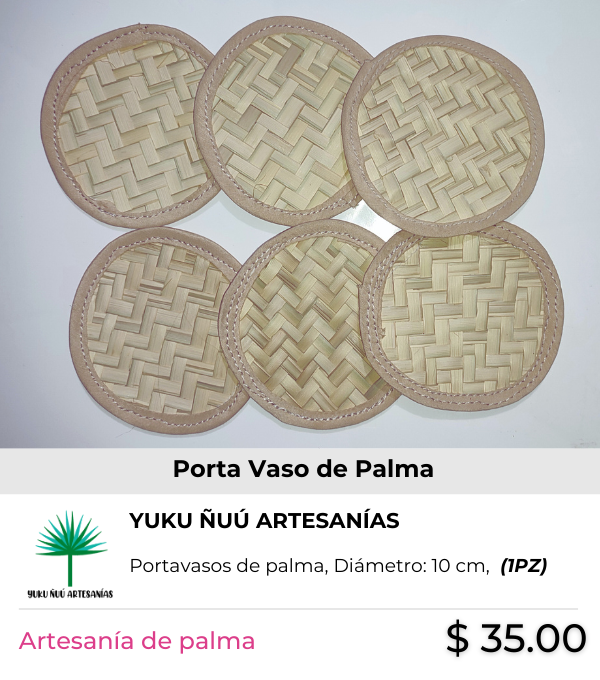 Porta Vaso de Palma
YUKU ÑUÚ ARTESANÍAS
Portavasos de palma, Diámetro: 10 cm, (1PZ)
YUKU ÑUÚ ARTESANÍAS
Artesanía de palma
$ 35.00